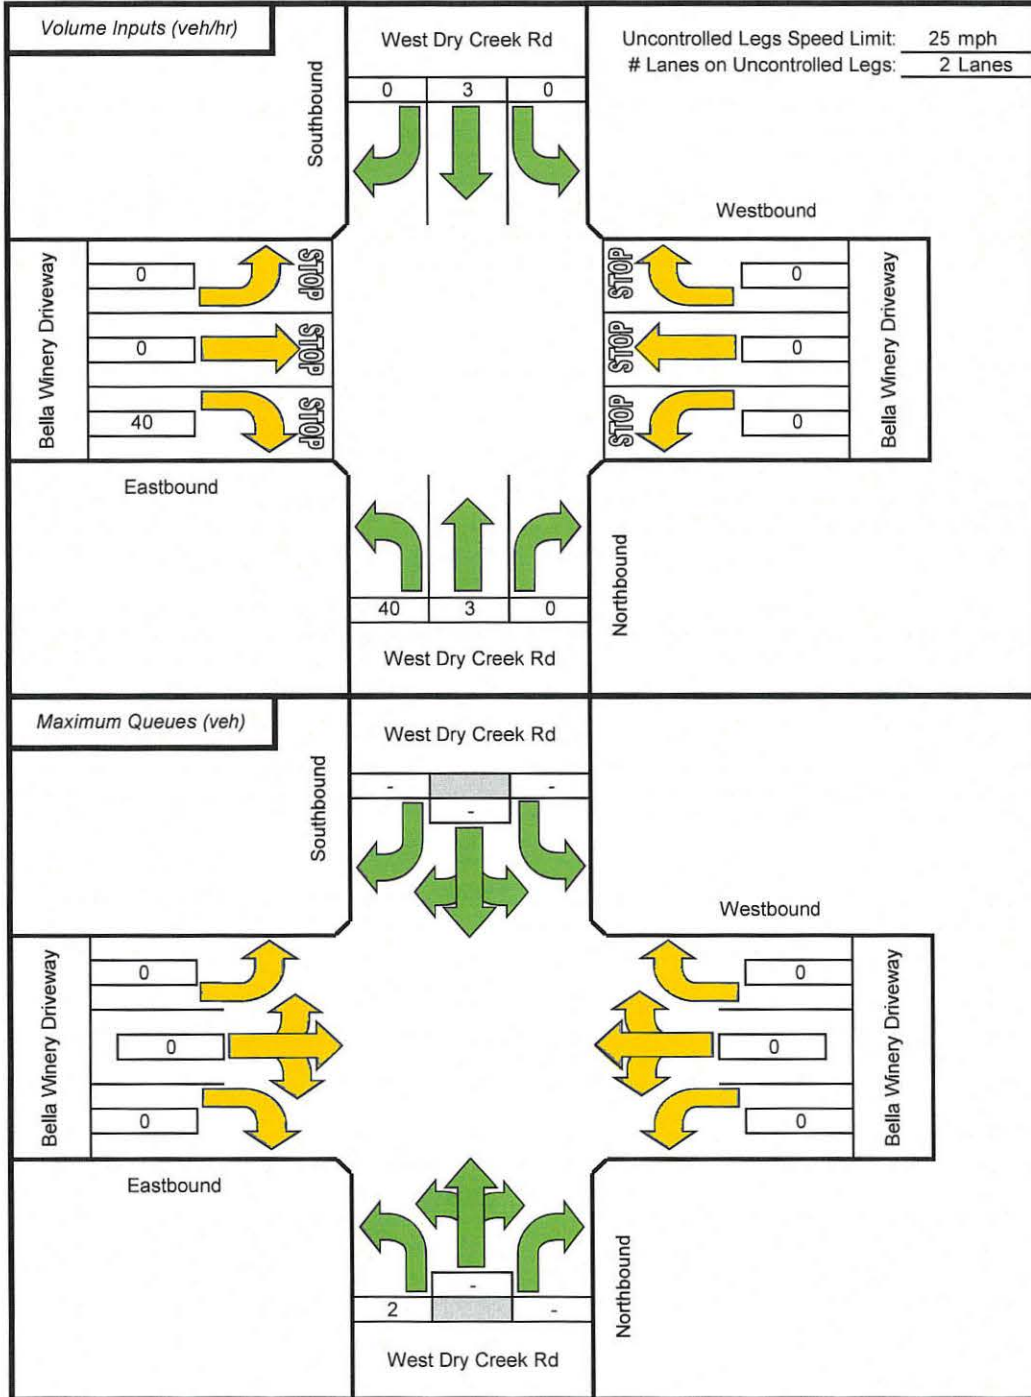 Volume Inputs (veh/hr)
West Dry Creek Rd
Uncontrolled Legs Speed Limit: 25 mph
# Lanes on Uncontrolled Legs: 2 Lanes
Southbound
0 3 0
Westbound
Bella Winery Driveway
0 STOP STOP 0
0 STOP STOP 0
40 STOP STOP 0
Bella Winery Driveway
Eastbound
Northbound
40 3 0
West Dry Creek Rd
Maximum Queues (veh)
West Dry Creek Rd
Southbound
- -
-
Westbound
Bella Winery Driveway
0 0
0 0
0 0
Bella Winery Driveway
Eastbound
Northbound
-
2 -
West Dry Creek Rd